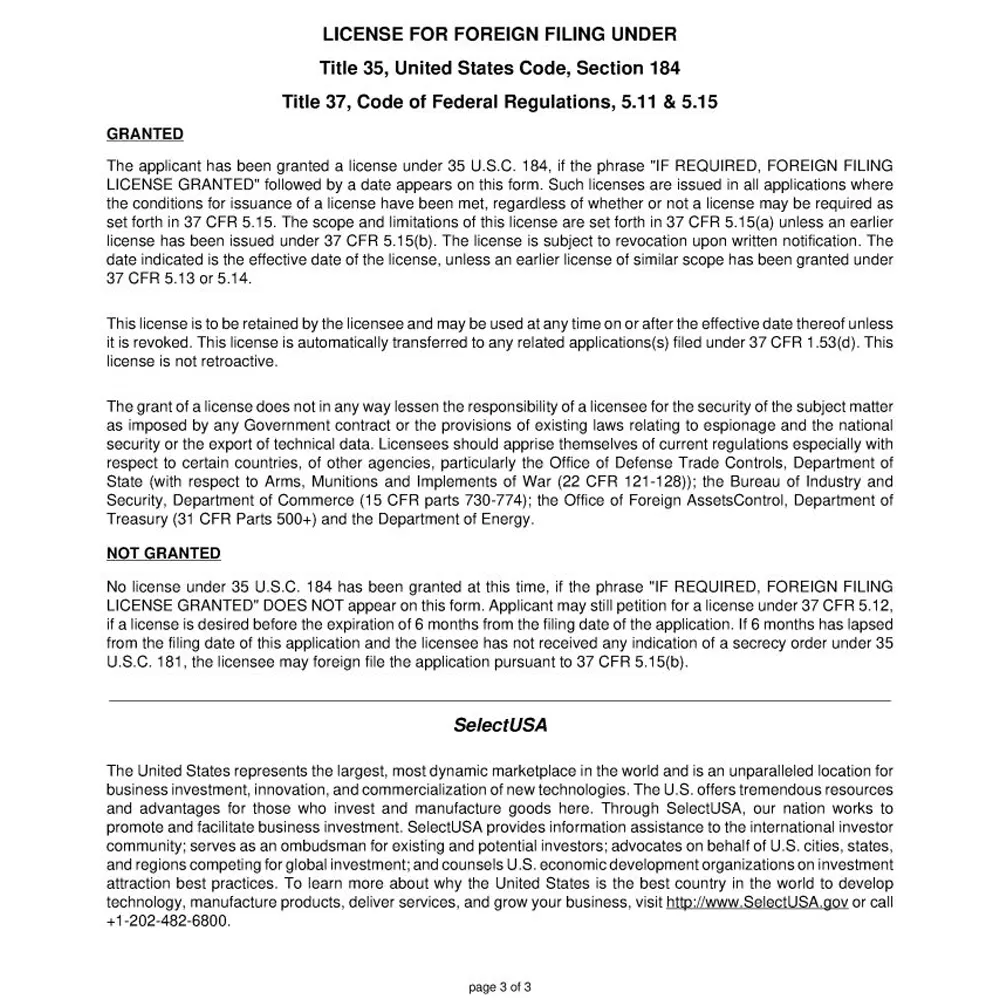 LICENSE FOR FOREIGN FILING UNDER
Title 35, United States Code, Section 184
Title 37, Code of Federal Regulations, 5.11 & 5.15
GRANTED
The applicant has been granted a license under 35 U.S.C. 184, if the phrase "IF REQUIRED, FOREIGN FILING
LICENSE GRANTED" followed by a date appears on this form. Such licenses are issued in all applications where
the conditions for issuance of a license have been met, regardless of whether or not a license may be required as
set forth in 37 CFR 5.15. The scope and limitations of this license are set forth in 37 CFR 5.15(a) unless an earlier
license has been issued under 37 CFR 5.15(b). The license is subject to revocation upon written notification. The
date indicated is the effective date of the license, unless an earlier license of similar scope has been granted under
37 CFR 5.13 or 5.14.
This license is to be retained by the licensee and may be used at any time on or after the effective date thereof unless
it is revoked. This license is automatically transferred to any related applications(s) filed under 37 CFR 1.53(d). This
license is not retroactive.
The grant of a license does not in any way lessen the responsibility of a licensee for the security of the subject matter
as imposed by any Government contract or the provisions of existing laws relating to espionage and the national
security or the export of technical data. Licensees should apprise themselves of current regulations especially with
respect to certain countries, of other agencies, particularly the Office of Defense Trade Controls, Department of
State (with respect to Arms, Munitions and Implements of War (22 CFR 121-128)); the Bureau of Industry and
Security, Department of Commerce (15 CFR parts 730-774); the Office of Foreign AssetsControl, Department of
Treasury (31 CFR Parts 500+) and the Department of Energy.
NOT GRANTED
No license under 35 U.S.C. 184 has been granted at this time, if the phrase "IF REQUIRED, FOREIGN FILING
LICENSE GRANTED" DOES NOT appear on this form. Applicant may still petition for a license under 37 CFR 5.12,
if a license is desired before the expiration of 6 months from the filing date of the application. If 6 months has lapsed
from the filing date of this application and the licensee has not received any indication of a secrecy order under 35
U.S.C. 181, the licensee may foreign file the application pursuant to 37 CFR 5.15(b).
SelectUSA
The United States represents the largest, most dynamic marketplace in the world and is an unparalleled location for
business investment, innovation, and commercialization of new technologies. The U.S. offers tremendous resources
and advantages for those who invest and manufacture goods here. Through SelectUSA, our nation works to
promote and facilitate business investment. SelectUSA provides information assistance to the international investor
community; serves as an ombudsman for existing and potential investors; advocates on behalf of U.S. cities, states,
and regions competing for global investment; and counsels U.S. economic development organizations on investment
attraction best practices. To learn more about why the United States is the best country in the world to develop
technology, manufacture products, deliver services, and grow your business, visit http://www.SelectUSA.gov or call
+1-202-482-6800.
page 3 of 3